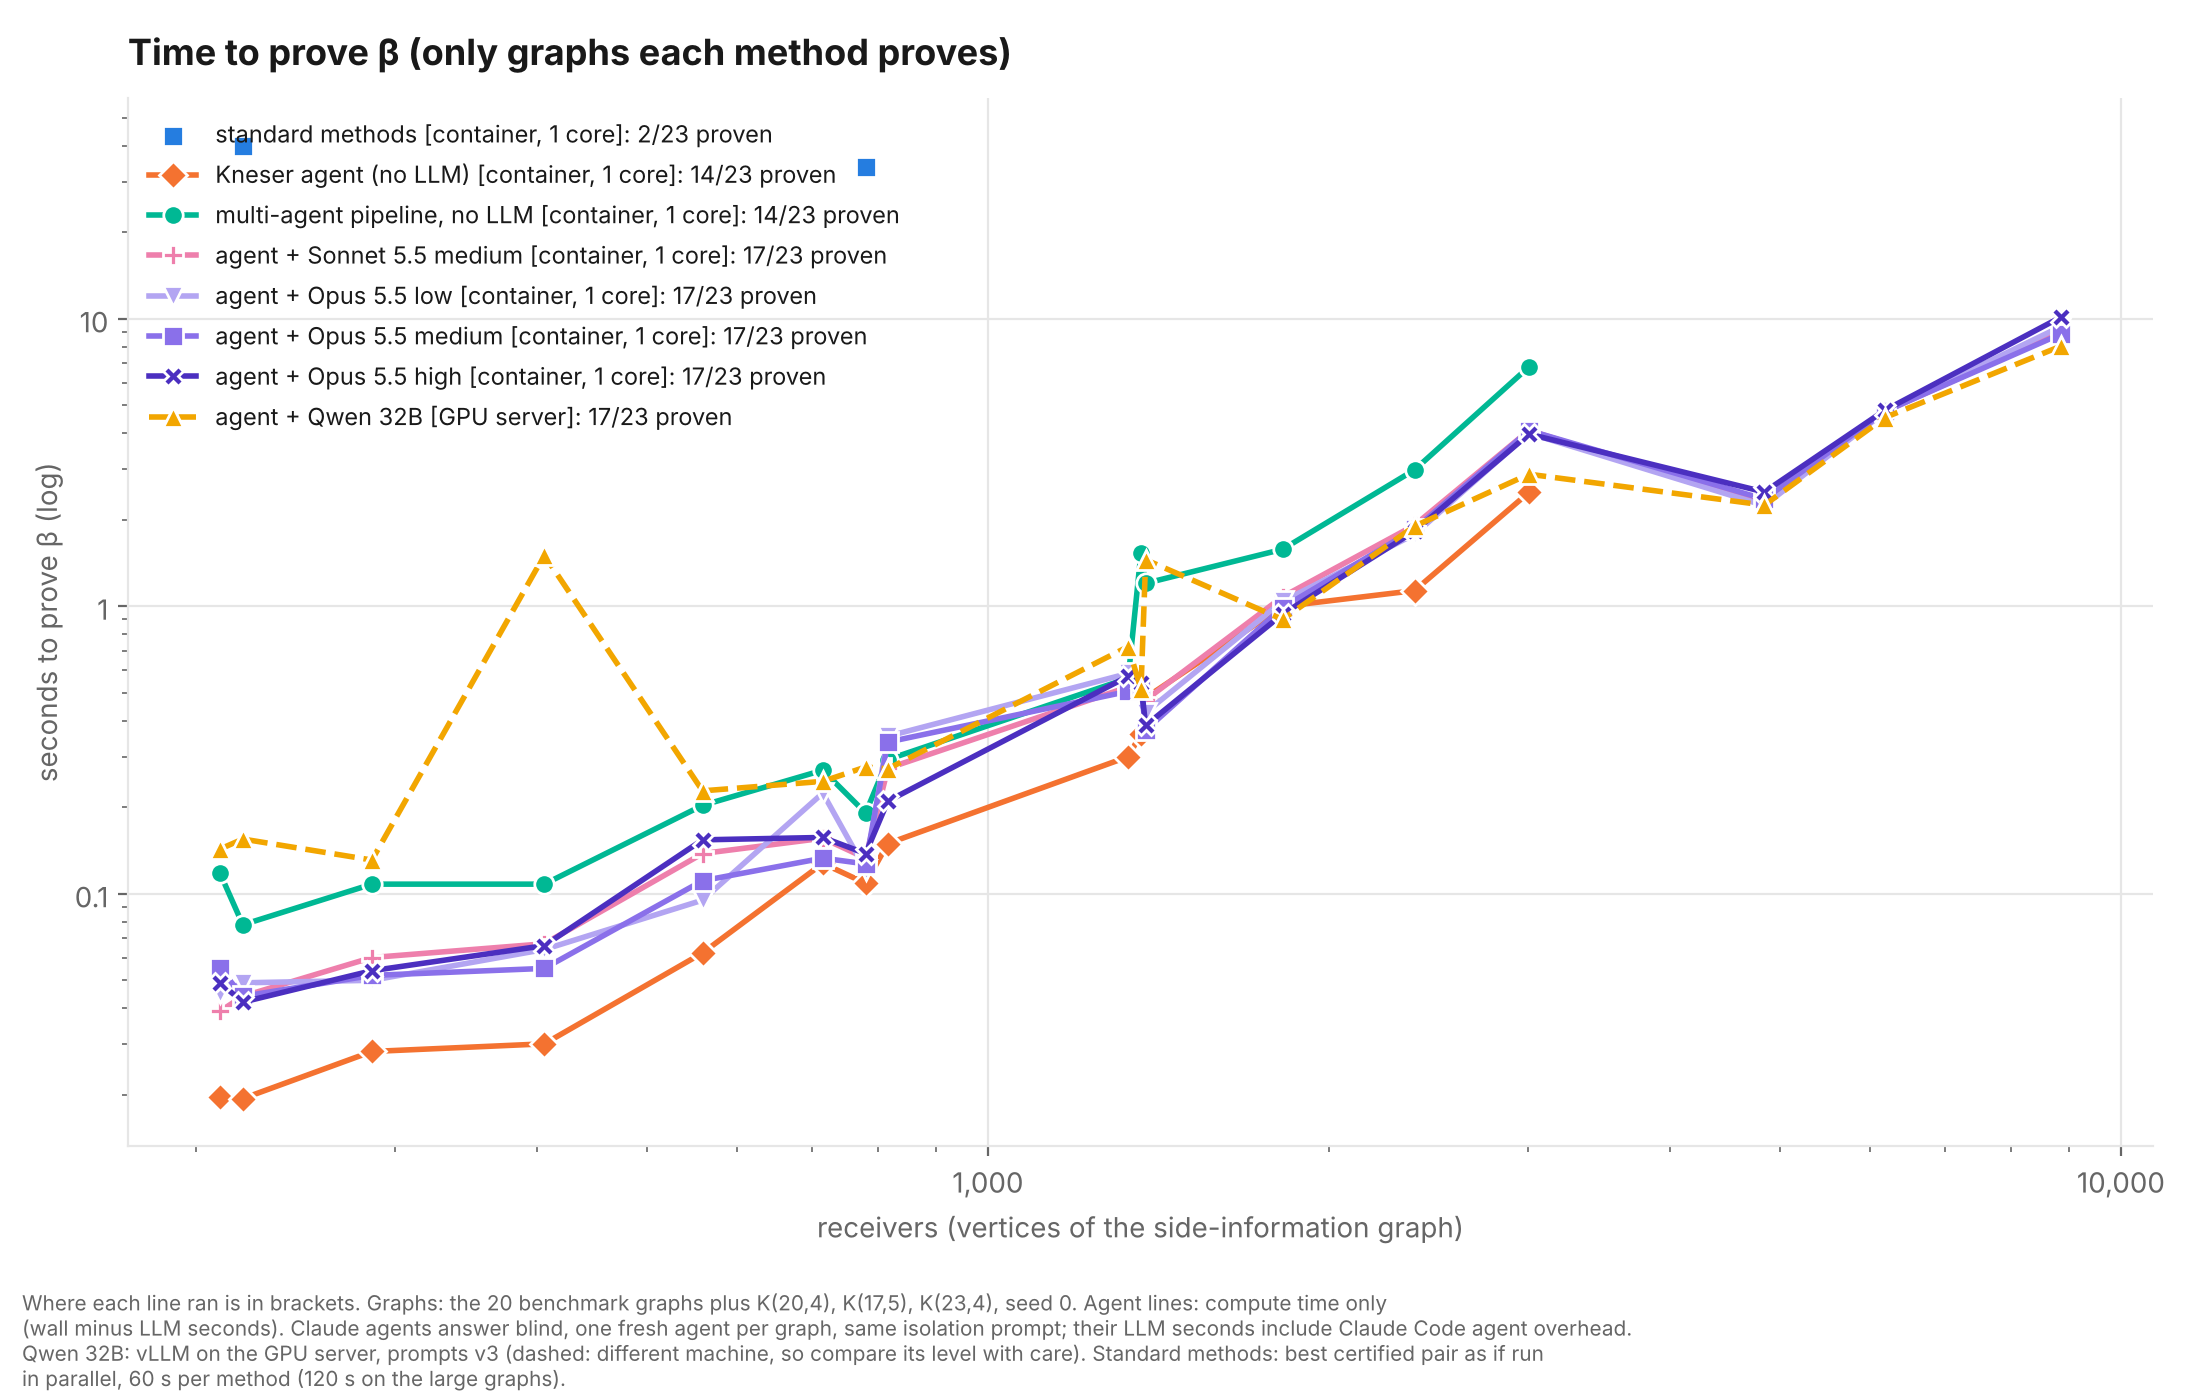 Time to prove β (only graphs each method proves)
standard methods [container, 1 core]: 2/23 proven
Kneser agent (no LLM) [container, 1 core]: 14/23 proven
multi-agent pipeline, no LLM [container, 1 core]: 14/23 proven
agent + Sonnet 5.5 medium [container, 1 core]: 17/23 proven
agent + Opus 5.5 low [container, 1 core]: 17/23 proven
agent + Opus 5.5 medium [container, 1 core]: 17/23 proven
agent + Opus 5.5 high [container, 1 core]: 17/23 proven
agent + Qwen 32B [GPU server]: 17/23 proven
seconds to prove β (log)
10
1
0.1
1,000
10,000
receivers (vertices of the side-information graph)
Where each line ran is in brackets. Graphs: the 20 benchmark graphs plus K(20,4), K(17,5), K(23,4), seed 0. Agent lines: compute time only
(wall minus LLM seconds). Claude agents answer blind, one fresh agent per graph, same isolation prompt; their LLM seconds include Claude Code agent overhead.
Qwen 32B: vLLM on the GPU server, prompts v3 (dashed: different machine, so compare its level with care). Standard methods: best certified pair as if run
in parallel, 60 s per method (120 s on the large graphs).